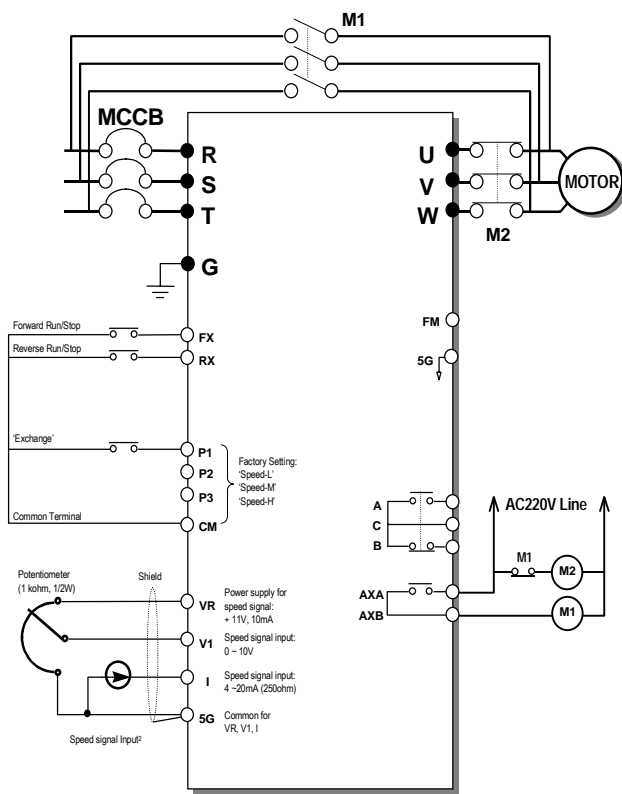 M1
MCCB
R
U
S
V
MOTOR
T
W
M2
G
Forward Run/Stop
FX
FM
Reverse Run/Stop
RX
5G
'Exchange'
P1
Factory Setting:
P2
'Speed-L'
'Speed-M'
P3
'Speed-H'
Common Terminal
CM
A
AC220V Line
C
B
M1
M2
Potentiometer
(1 kohm, 1/2W)
Shield
AXA
VR
Power supply for
speed signal:
+ 11V, 10mA
AXB
M1
V1
Speed signal input:
0 ~ 10V
I
Speed signal input:
4 ~20mA (250ohm)
5G
Common for
VR, V1, I
Speed signal Input²